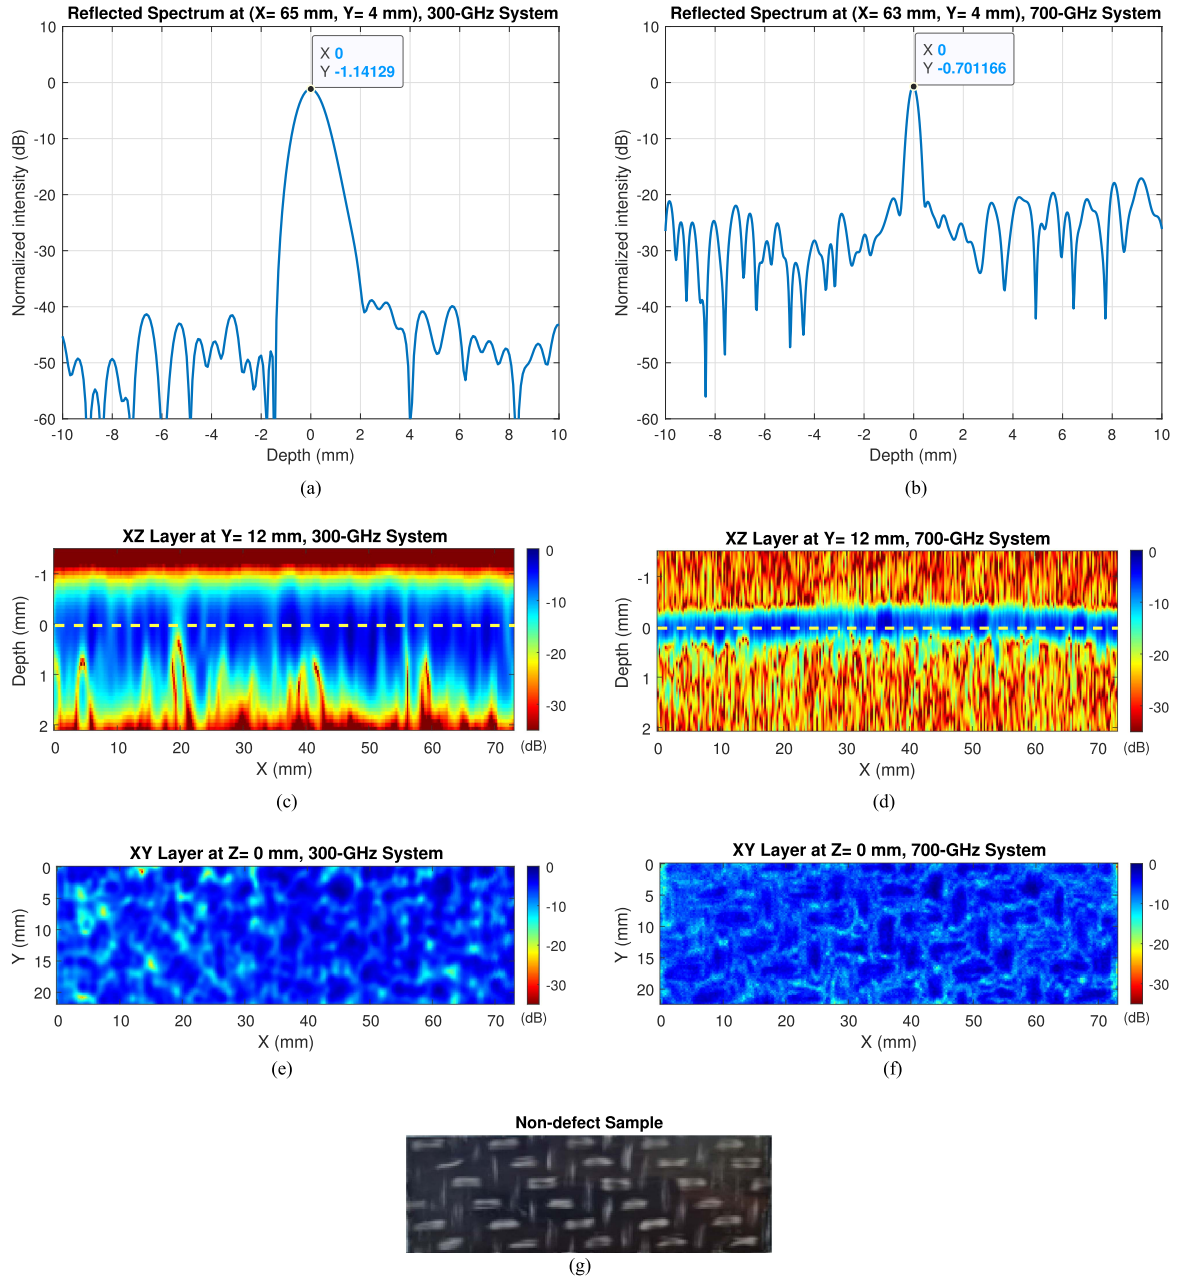 Reflected Spectrum at (X= 65 mm, Y= 4 mm), 300-GHz System
10
0
-10
-20
-30
-40
-50
-60
Normalized intensity (dB)
X 0
Y -1.14129
-10 -8 -6 -4 -2 0 2 4 6 8 10
Depth (mm)
(a)
Reflected Spectrum at (X= 63 mm, Y= 4 mm), 700-GHz System
10
0
-10
-20
-30
-40
-50
-60
Normalized intensity (dB)
X 0
Y -0.701166
-10 -8 -6 -4 -2 0 2 4 6 8 10
Depth (mm)
(b)
XZ Layer at Y= 12 mm, 300-GHz System
-1
0
1
2
Depth (mm)
0 10 20 30 40 50 60 70
X (mm)
0
-10
-20
-30
(dB)
(c)
XZ Layer at Y= 12 mm, 700-GHz System
-1
0
1
2
Depth (mm)
0 10 20 30 40 50 60 70
X (mm)
0
-10
-20
-30
(dB)
(d)
XY Layer at Z= 0 mm, 300-GHz System
0
5
10
15
20
Y (mm)
0 10 20 30 40 50 60 70
X (mm)
0
-10
-20
-30
(dB)
(e)
XY Layer at Z= 0 mm, 700-GHz System
0
5
10
15
20
Y (mm)
0 10 20 30 40 50 60 70
X (mm)
0
-10
-20
-30
(dB)
(f)
Non-defect Sample
(g)